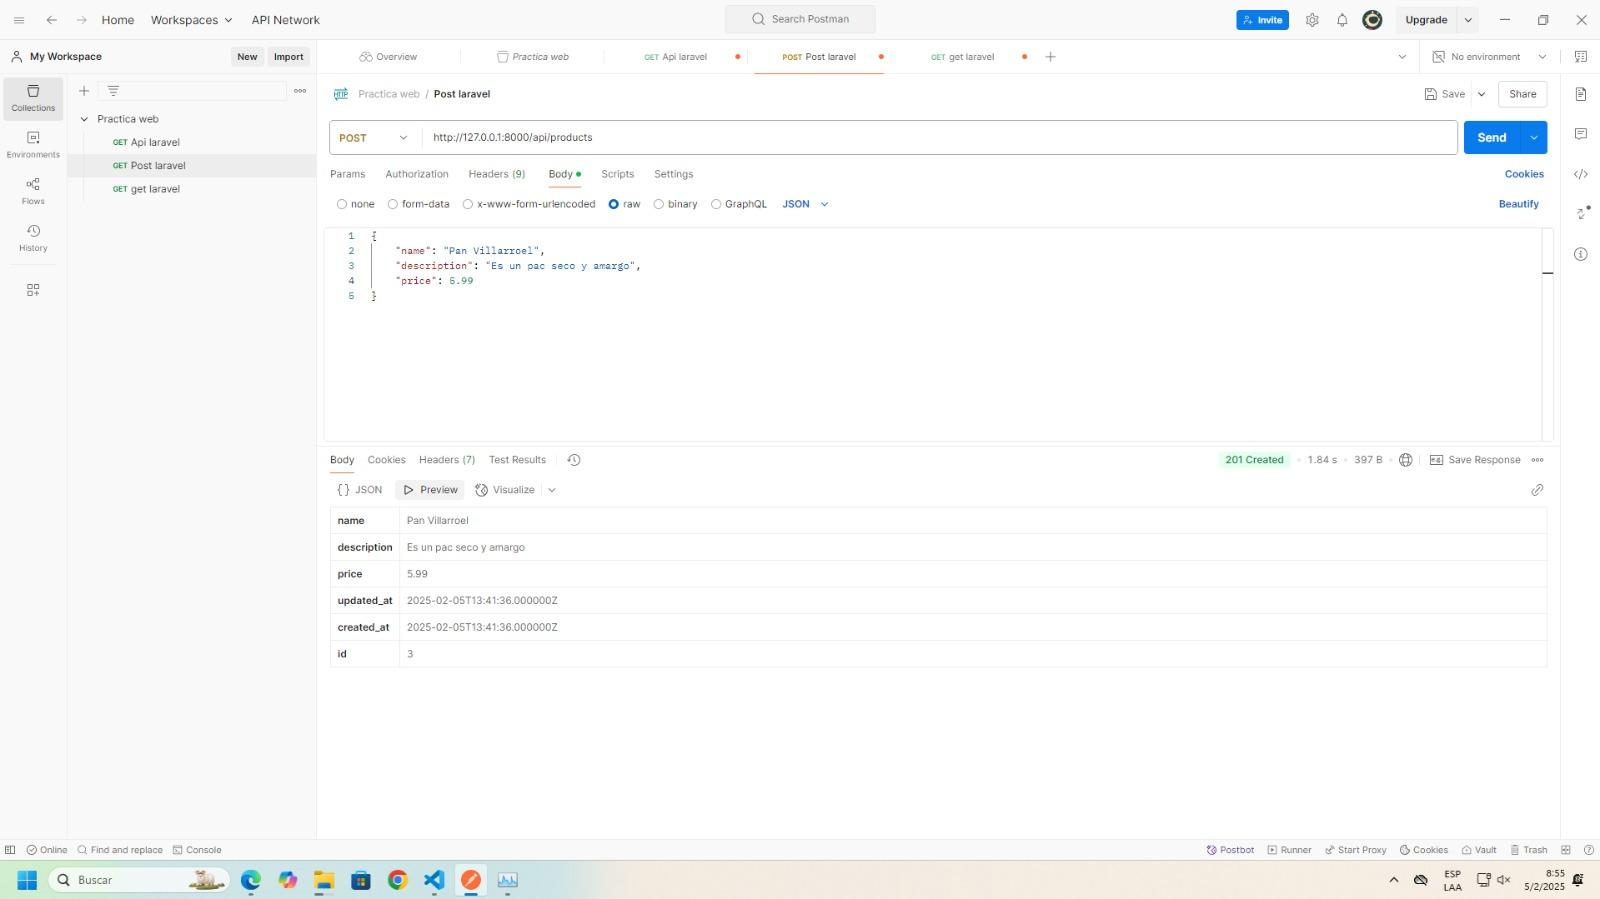 Home Workspaces API Network Search Postman Invite Upgrade
My Workspace New Import Overview Practica web GET Api laravel POST Post laravel GET get laravel No environment
Collections
Environments
Flows
History
Practica web
GET Api laravel
GET Post laravel
GET get laravel
HTTP Practica web / Post laravel Save Share
POST http://127.0.0.1:8000/api/products Send
Params Authorization Headers (9) Body Scripts Settings Cookies
none form-data x-www-form-urlencoded raw binary GraphQL JSON Beautify
1 {
2 "name": "Pan Villarroel",
3 "description": "Es un pac seco y amargo",
4 "price": 5.99
5 }
Body Cookies Headers (7) Test Results 201 Created 1.84 s 397 B Save Response
{} JSON Preview Visualize
name Pan Villarroel
description Es un pac seco y amargo
price 5.99
updated_at 2025-02-05T13:41:36.000000Z
created_at 2025-02-05T13:41:36.000000Z
id 3
Online Find and replace Console Postbot Runner Start Proxy Cookies Vault Trash
Buscar ESP LAA 8:55 5/2/2025